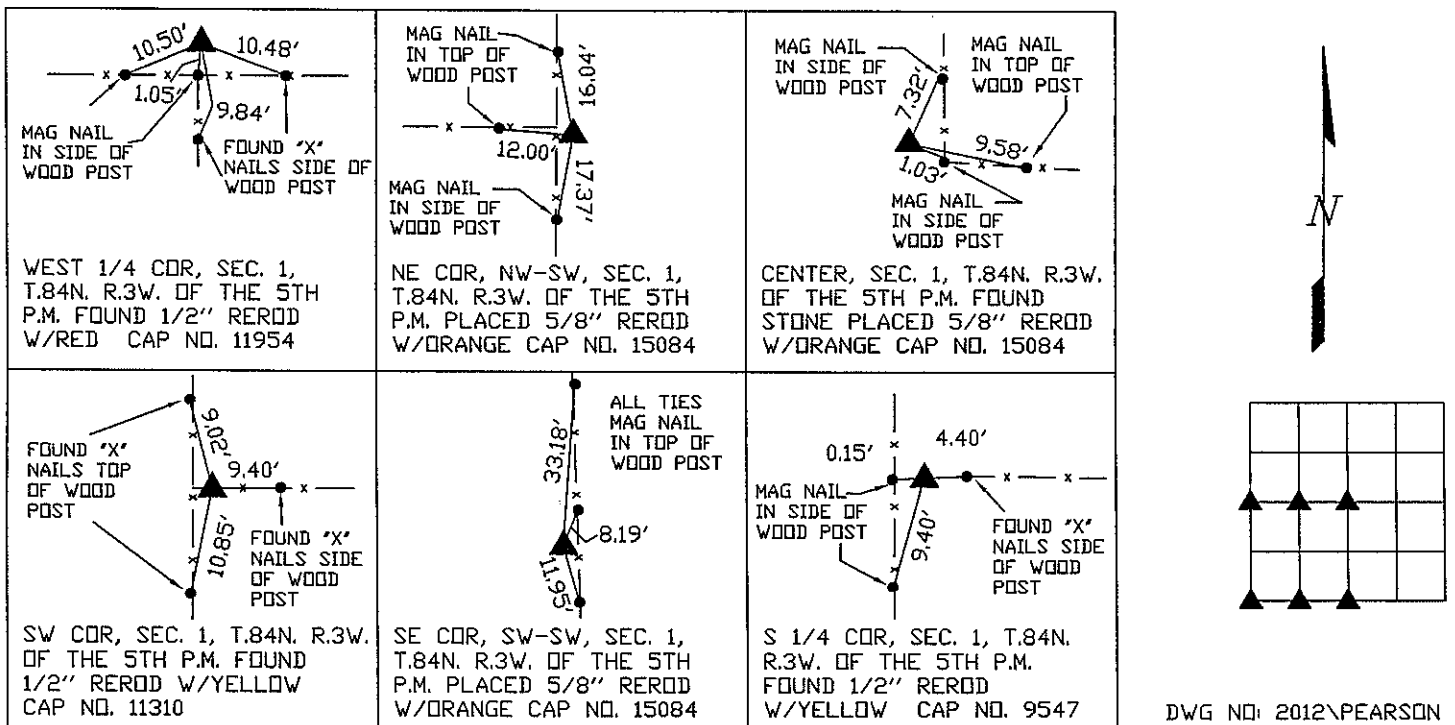 10.50'
10.48'
1.05'
9.84'
MAG NAIL
IN SIDE OF
WOOD POST
FOUND "X"
NAILS SIDE OF
WOOD POST
WEST 1/4 COR, SEC. 1,
T.84N. R.3W. OF THE 5TH
P.M. FOUND 1/2" REROD
W/RED CAP NO. 11954
MAG NAIL
IN TOP OF
WOOD POST
16.04'
12.00'
17.37'
MAG NAIL
IN SIDE OF
WOOD POST
NE COR, NW-SW, SEC. 1,
T.84N. R.3W. OF THE 5TH
P.M. PLACED 5/8" REROD
W/ORANGE CAP NO. 15084
MAG NAIL
IN SIDE OF
WOOD POST
MAG NAIL
IN TOP OF
WOOD POST
7.32'
9.58'
1.03'
MAG NAIL
IN SIDE OF
WOOD POST
CENTER, SEC. 1, T.84N. R.3W.
OF THE 5TH P.M. FOUND
STONE PLACED 5/8" REROD
W/ORANGE CAP NO. 15084
N
FOUND "X"
NAILS TOP
OF WOOD
POST
9.02'
9.40'
10.85'
FOUND "X"
NAILS SIDE
OF WOOD
POST
SW COR, SEC. 1, T.84N. R.3W.
OF THE 5TH P.M. FOUND
1/2" REROD W/YELLOW
CAP NO. 11310
ALL TIES
MAG NAIL
IN TOP OF
WOOD POST
33.18'
8.19'
11.95'
SE COR, SW-SW, SEC. 1,
T.84N. R.3W. OF THE 5TH
P.M. PLACED 5/8" REROD
W/ORANGE CAP NO. 15084
0.15'
4.40'
MAG NAIL
IN SIDE OF
WOOD POST
9.40'
FOUND "X"
NAILS SIDE
OF WOOD
POST
S 1/4 COR, SEC. 1, T.84N.
R.3W. OF THE 5TH P.M.
FOUND 1/2" REROD
W/YELLOW CAP NO. 9547
DWG NO: 2012\PEARSON